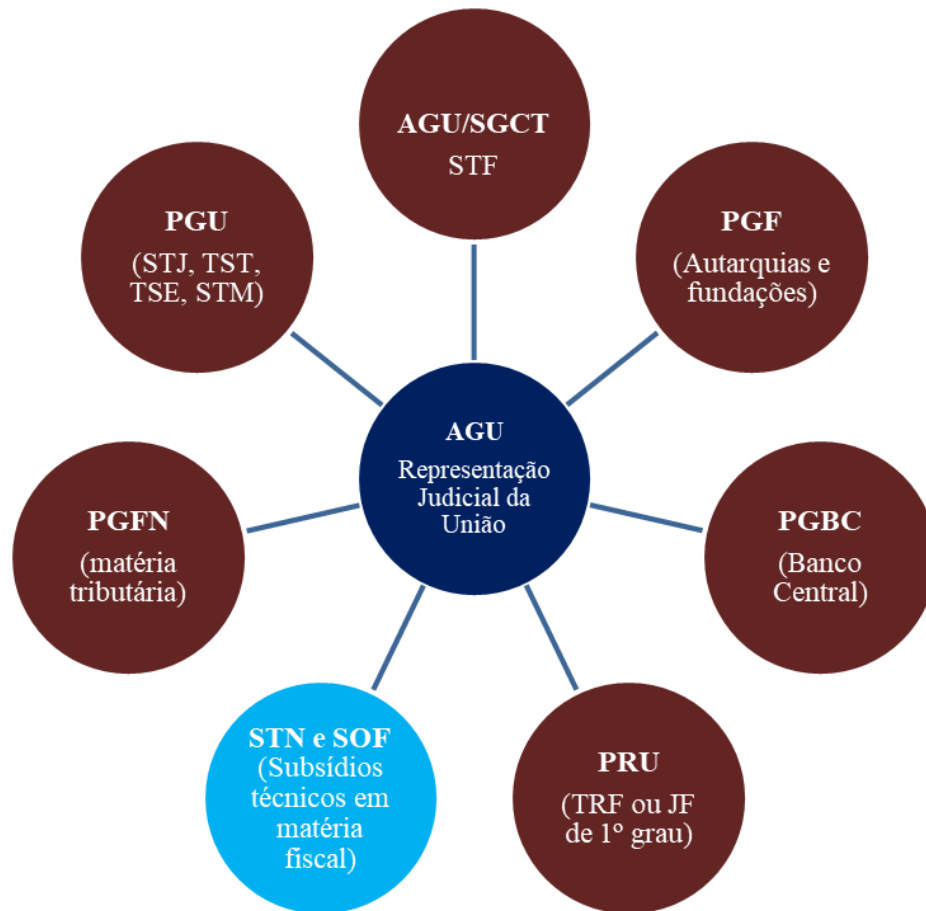 AGU/SGCT
STF
PGU
(STJ, TST,
TSE, STM)
PGF
(Autarquias e
fundações)
AGU
Representação
Judicial da
União
PGFN
(matéria
tributária)
PGBC
(Banco
Central)
STN e SOF
(Subsídios
técnicos em
matéria
fiscal)
PRU
(TRF ou JF
de 1º grau)